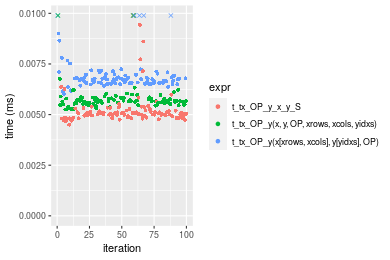 0.0100
0.0075
0.0050
0.0025
0.0000
time (ms)
0
25
50
75
100
iteration
expr
t_tx_OP_y_x_y_S
t_tx_OP_y(x, y, OP, xrows, xcols, yidxs)
t_tx_OP_y(x[xrows, xcols], y[yidxs], OP)